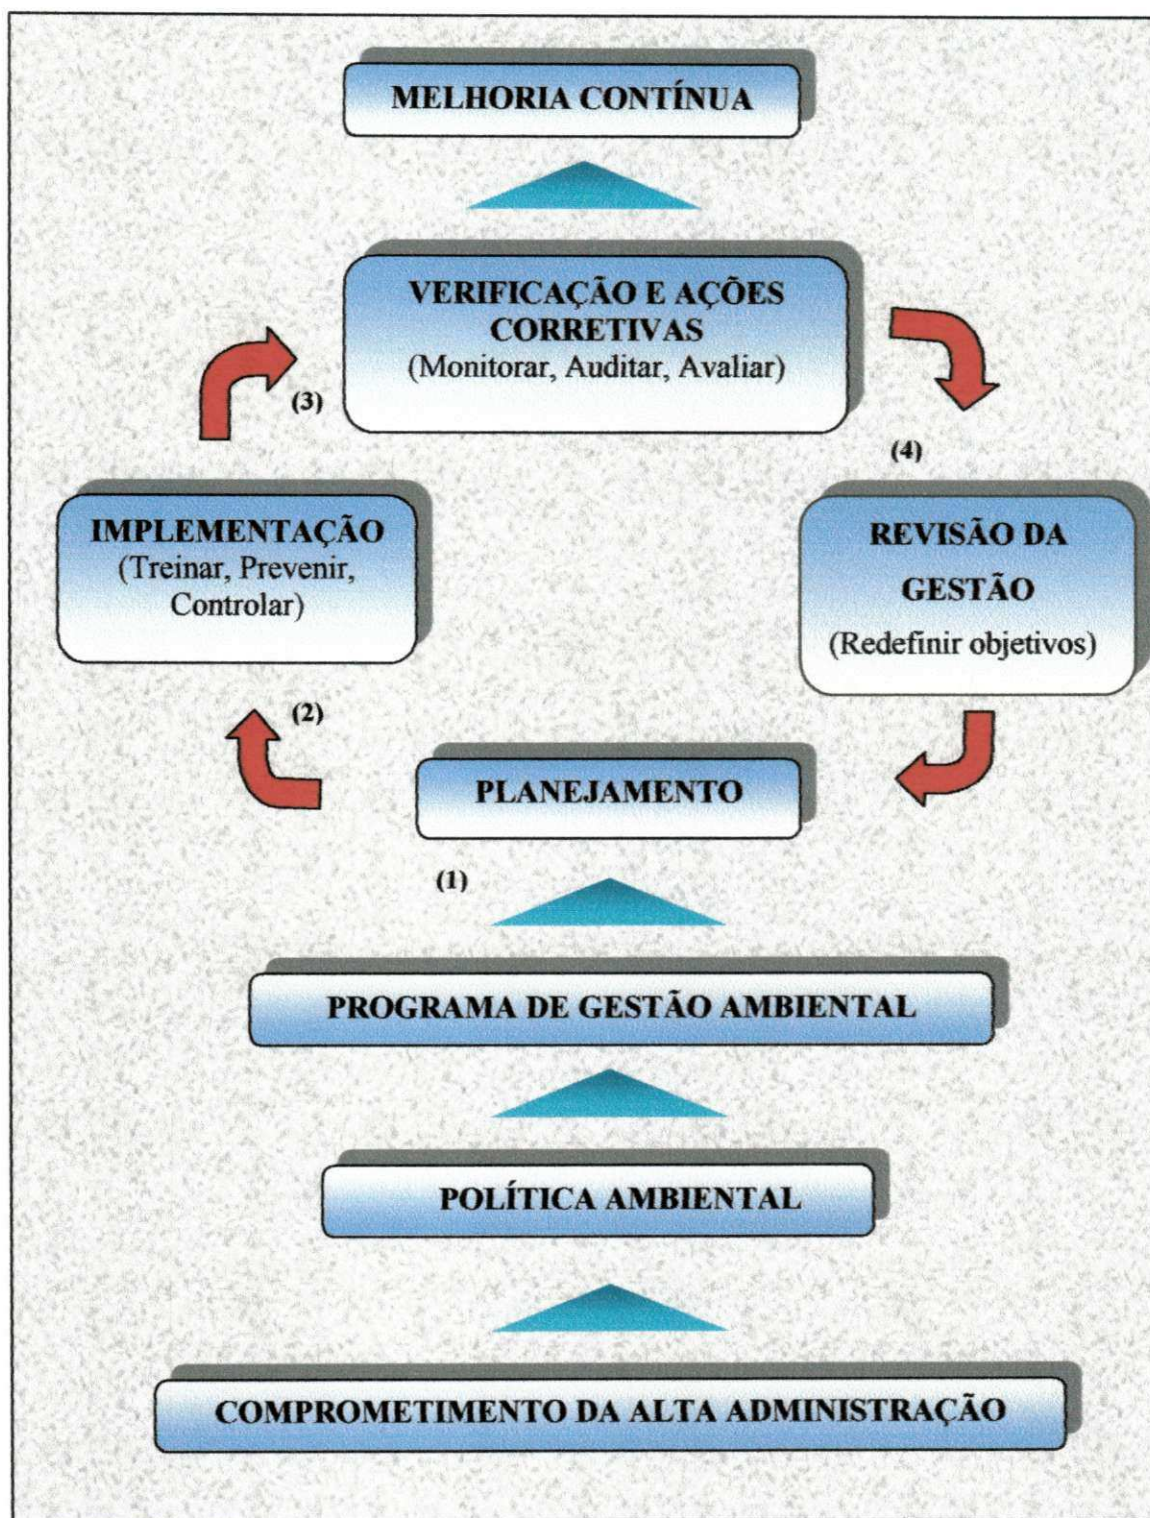 MELHORIA CONTÍNUA
VERIFICAÇÃO E AÇÕES
CORRETIVAS
(Monitorar, Auditar, Avaliar)
(3)
(4)
IMPLEMENTAÇÃO
(Treinar, Prevenir,
Controlar)
REVISÃO DA
GESTÃO
(Redefinir objetivos)
(2)
PLANEJAMENTO
(1)
PROGRAMA DE GESTÃO AMBIENTAL
POLÍTICA AMBIENTAL
COMPROMETIMENTO DA ALTA ADMINISTRAÇÃO